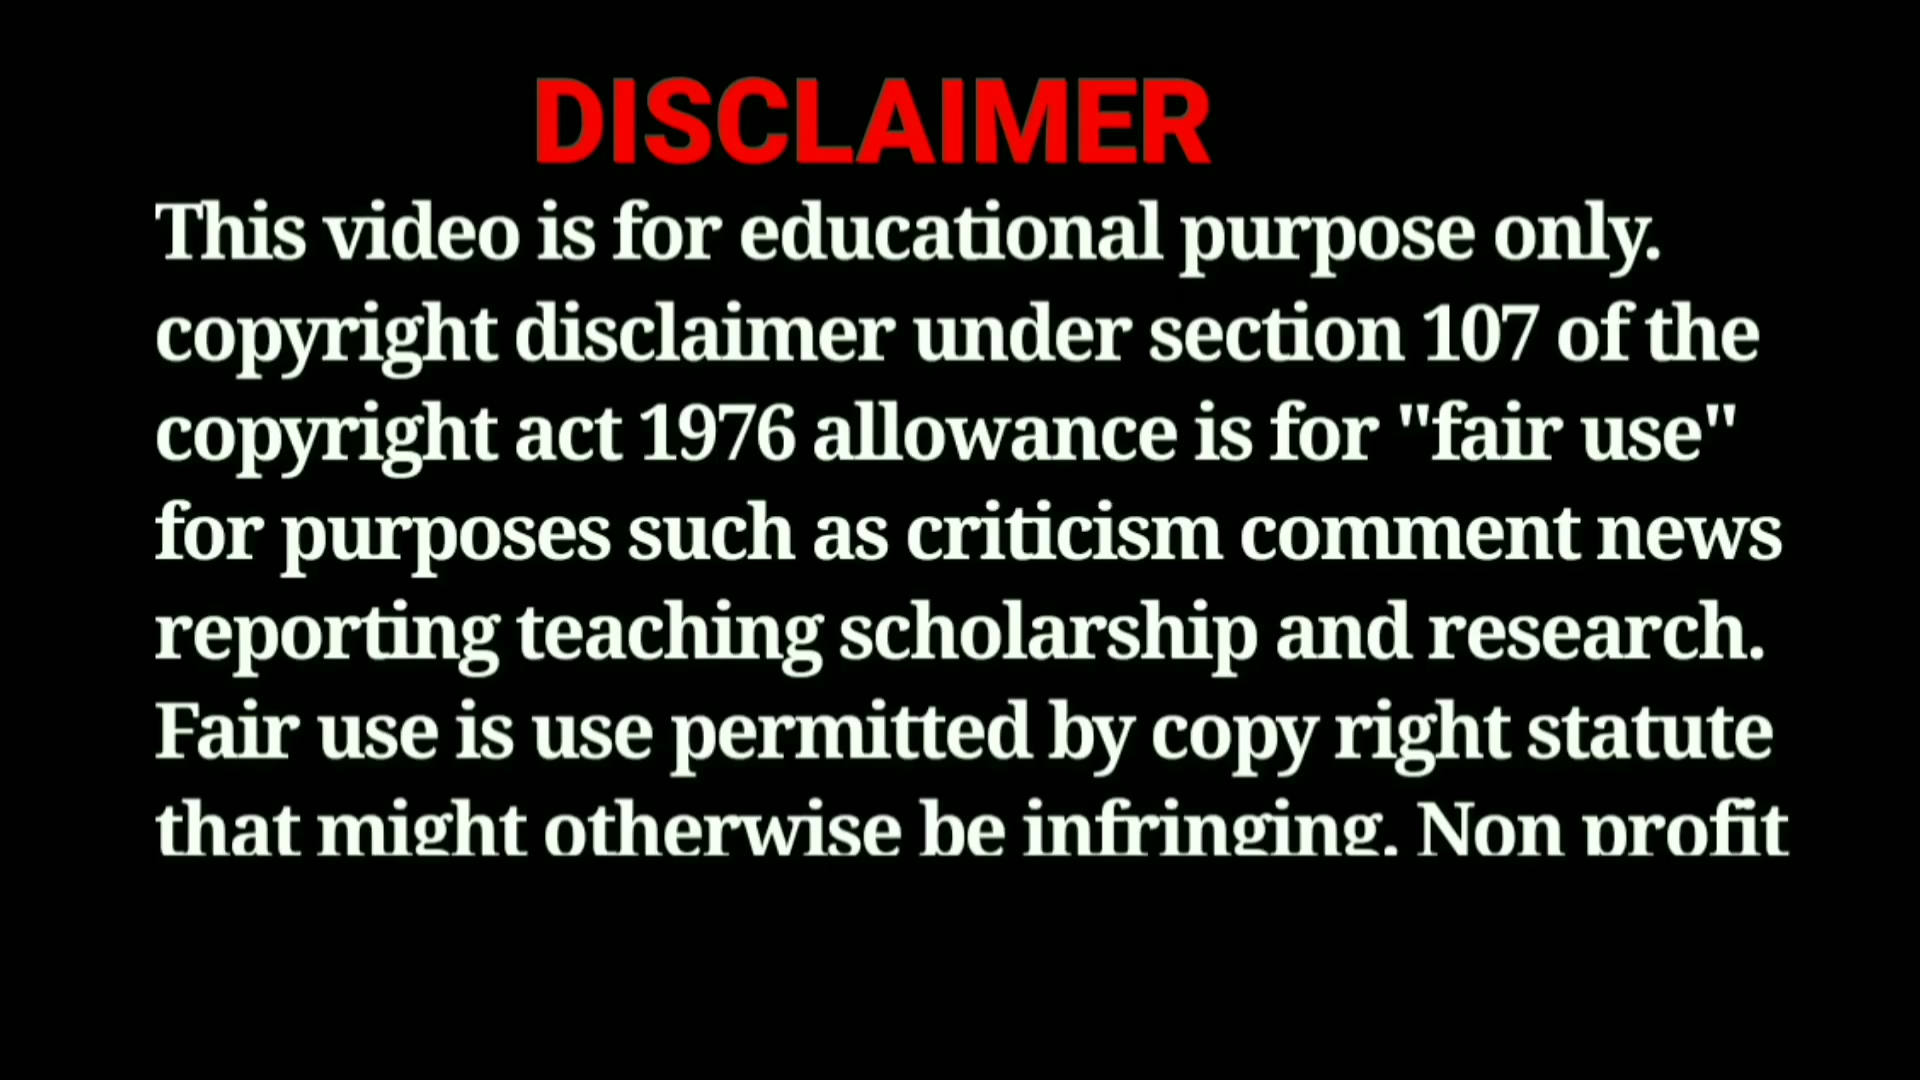 DISCLAIMER
This video is for educational purpose only.
copyright disclaimer under section 107 of the
copyright act 1976 allowance is for "fair use"
for purposes such as criticism comment news
reporting teaching scholarship and research.
Fair use is use permitted by copy right statute
that might otherwise be infringing. Non profit